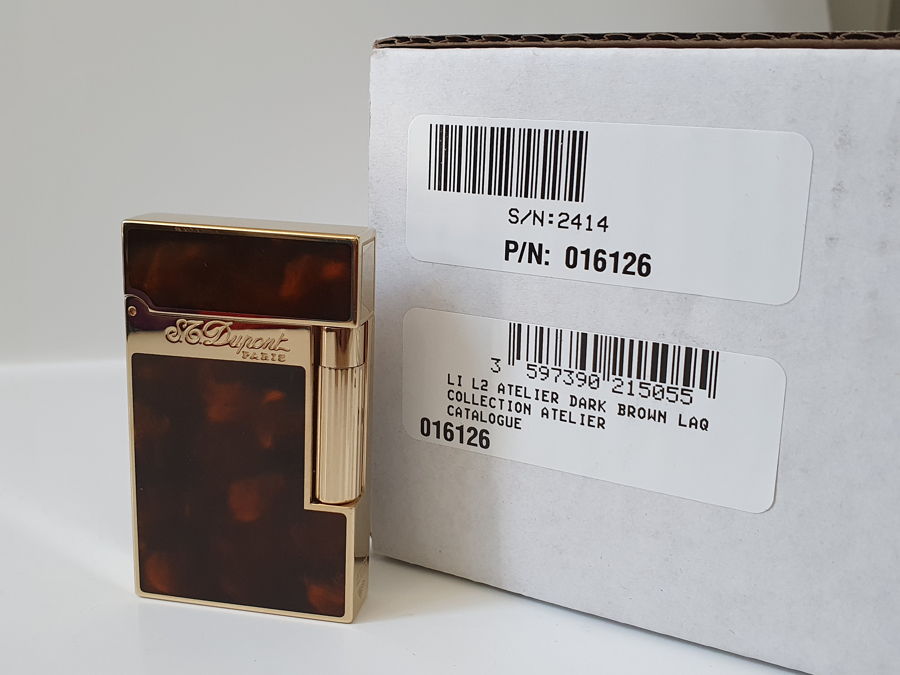 S.T. Dupont
PARIS
S/N:2414
P/N: 016126
3 597390 215055
LI L2 ATELIER DARK BROWN LAQ
COLLECTION ATELIER
CATALOGUE
016126